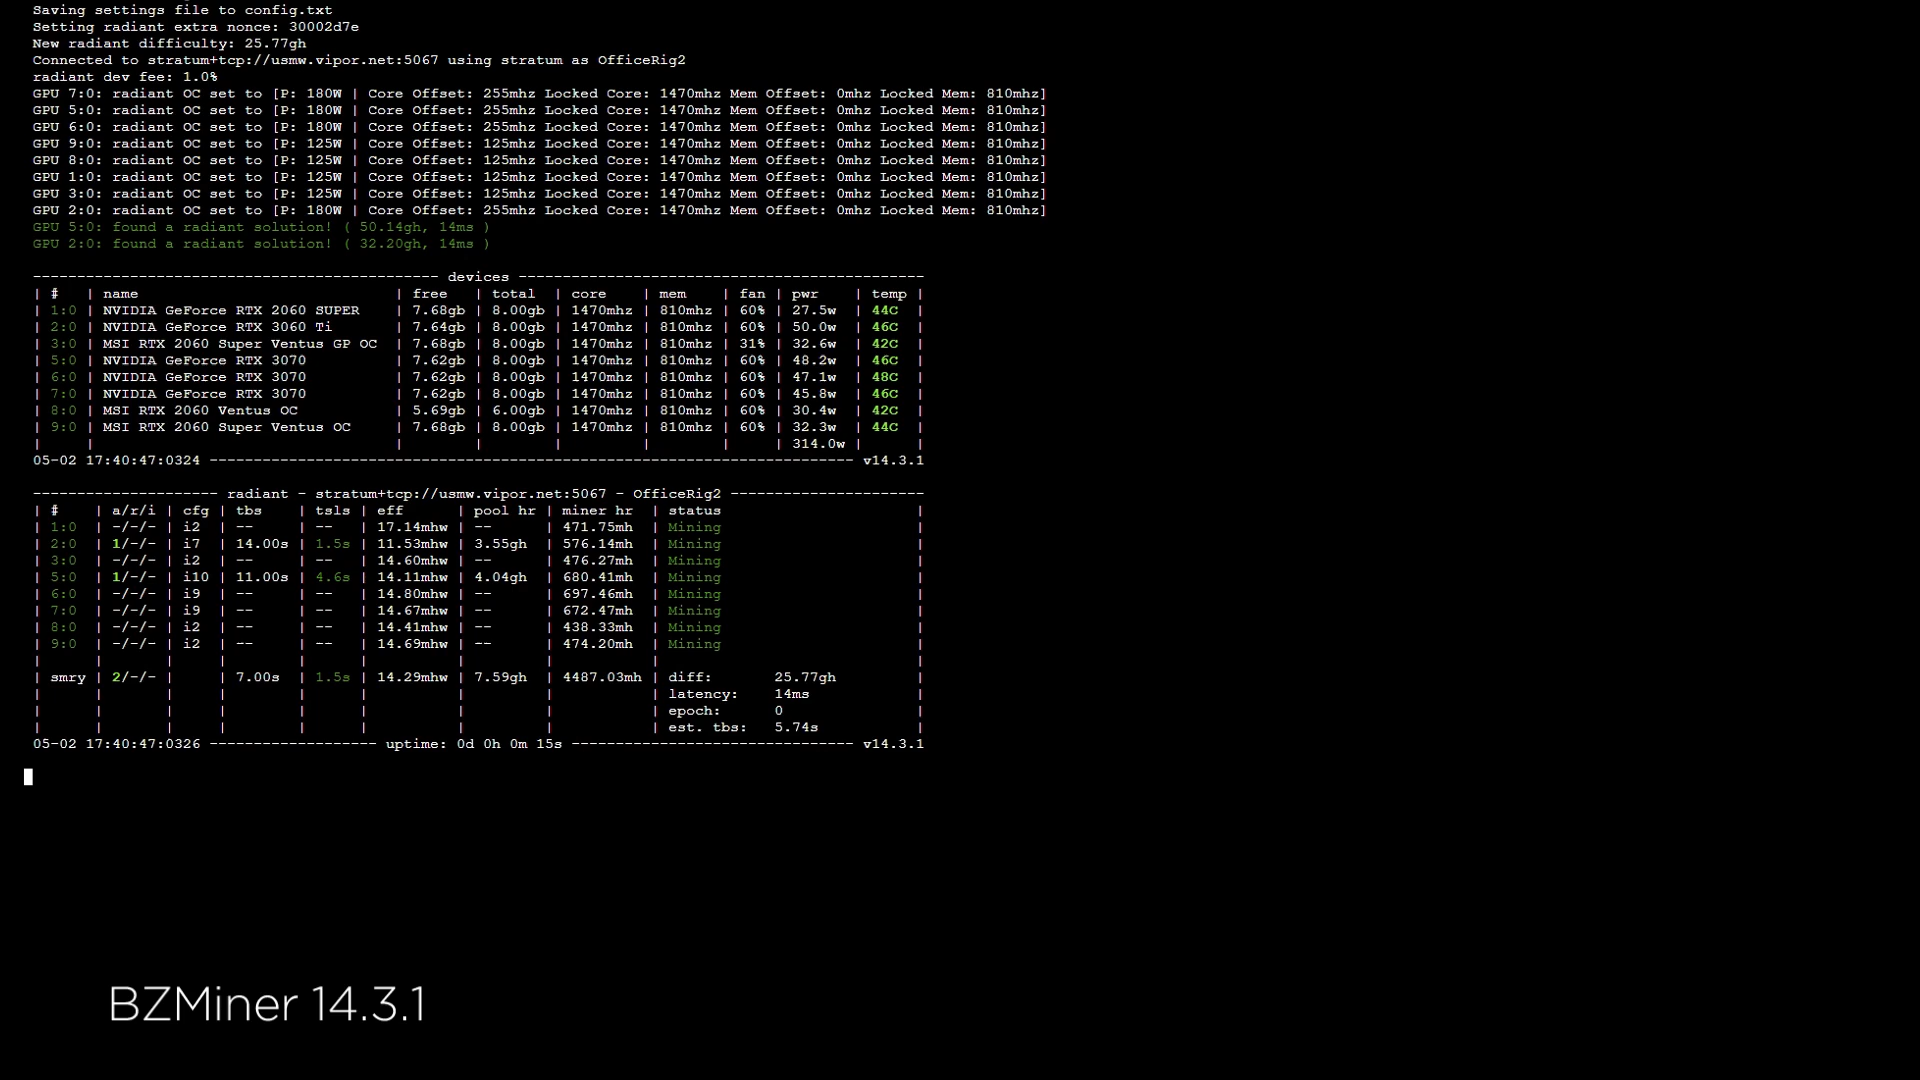 Saving settings file to config.txt
Setting radiant extra nonce: 30002d7e
New radiant difficulty: 25.77gh
Connected to stratum+tcp://usmw.vipor.net:5067 using stratum as OfficeRig2
radiant dev fee: 1.0%
GPU 7:0: radiant OC set to [P: 180W | Core Offset: 255mhz Locked Core: 1470mhz Mem Offset: 0mhz Locked Mem: 810mhz]
GPU 5:0: radiant OC set to [P: 180W | Core Offset: 255mhz Locked Core: 1470mhz Mem Offset: 0mhz Locked Mem: 810mhz]
GPU 6:0: radiant OC set to [P: 180W | Core Offset: 255mhz Locked Core: 1470mhz Mem Offset: 0mhz Locked Mem: 810mhz]
GPU 9:0: radiant OC set to [P: 125W | Core Offset: 125mhz Locked Core: 1470mhz Mem Offset: 0mhz Locked Mem: 810mhz]
GPU 8:0: radiant OC set to [P: 125W | Core Offset: 125mhz Locked Core: 1470mhz Mem Offset: 0mhz Locked Mem: 810mhz]
GPU 1:0: radiant OC set to [P: 125W | Core Offset: 125mhz Locked Core: 1470mhz Mem Offset: 0mhz Locked Mem: 810mhz]
GPU 3:0: radiant OC set to [P: 125W | Core Offset: 125mhz Locked Core: 1470mhz Mem Offset: 0mhz Locked Mem: 810mhz]
GPU 2:0: radiant OC set to [P: 180W | Core Offset: 255mhz Locked Core: 1470mhz Mem Offset: 0mhz Locked Mem: 810mhz]
GPU 5:0: found a radiant solution! ( 50.14gh, 14ms )
GPU 2:0: found a radiant solution! ( 32.20gh, 14ms )
---------------------------------------------- devices ----------------------------------------------
| # | name | free | total | core | mem | fan | pwr | temp |
| 1:0 | NVIDIA GeForce RTX 2060 SUPER | 7.68gb | 8.00gb | 1470mhz | 810mhz | 60% | 27.5w | 44C |
| 2:0 | NVIDIA GeForce RTX 3060 Ti | 7.64gb | 8.00gb | 1470mhz | 810mhz | 60% | 50.0w | 46C |
| 3:0 | MSI RTX 2060 Super Ventus GP OC | 7.68gb | 8.00gb | 1470mhz | 810mhz | 31% | 32.6w | 42C |
| 5:0 | NVIDIA GeForce RTX 3070 | 7.62gb | 8.00gb | 1470mhz | 810mhz | 60% | 48.2w | 46C |
| 6:0 | NVIDIA GeForce RTX 3070 | 7.62gb | 8.00gb | 1470mhz | 810mhz | 60% | 47.1w | 48C |
| 7:0 | NVIDIA GeForce RTX 3070 | 7.62gb | 8.00gb | 1470mhz | 810mhz | 60% | 45.8w | 46C |
| 8:0 | MSI RTX 2060 Ventus OC | 5.69gb | 6.00gb | 1470mhz | 810mhz | 60% | 30.4w | 42C |
| 9:0 | MSI RTX 2060 Super Ventus OC | 7.68gb | 8.00gb | 1470mhz | 810mhz | 60% | 32.3w | 44C |
| | | | | | | | 314.0w | |
05-02 17:40:47:0324 ------------------------------------------------------------------------- v14.3.1
--------------------- radiant - stratum+tcp://usmw.vipor.net:5067 - OfficeRig2 ----------------------
| # | a/r/i | cfg | tbs | tsls | eff | pool hr | miner hr | status |
| 1:0 | -/-/- | i2 | -- | -- | 17.14mhw | -- | 471.75mh | Mining |
| 2:0 | 1/-/- | i7 | 14.00s | 1.5s | 11.53mhw | 3.55gh | 576.14mh | Mining |
| 3:0 | -/-/- | i2 | -- | -- | 14.60mhw | -- | 476.27mh | Mining |
| 5:0 | 1/-/- | i10 | 11.00s | 4.6s | 14.11mhw | 4.04gh | 680.41mh | Mining |
| 6:0 | -/-/- | i9 | -- | -- | 14.80mhw | -- | 697.46mh | Mining |
| 7:0 | -/-/- | i9 | -- | -- | 14.67mhw | -- | 672.47mh | Mining |
| 8:0 | -/-/- | i2 | -- | -- | 14.41mhw | -- | 438.33mh | Mining |
| 9:0 | -/-/- | i2 | -- | -- | 14.69mhw | -- | 474.20mh | Mining |
| | | | | | | | | |
| smry | 2/-/- | | 7.00s | 1.5s | 14.29mhw | 7.59gh | 4487.03mh | diff: 25.77gh |
| | | | | | | | | latency: 14ms |
| | | | | | | | | epoch: 0 |
| | | | | | | | | est. tbs: 5.74s |
05-02 17:40:47:0326 ------------------- uptime: 0d 0h 0m 15s -------------------------------- v14.3.1
BZMiner 14.3.1